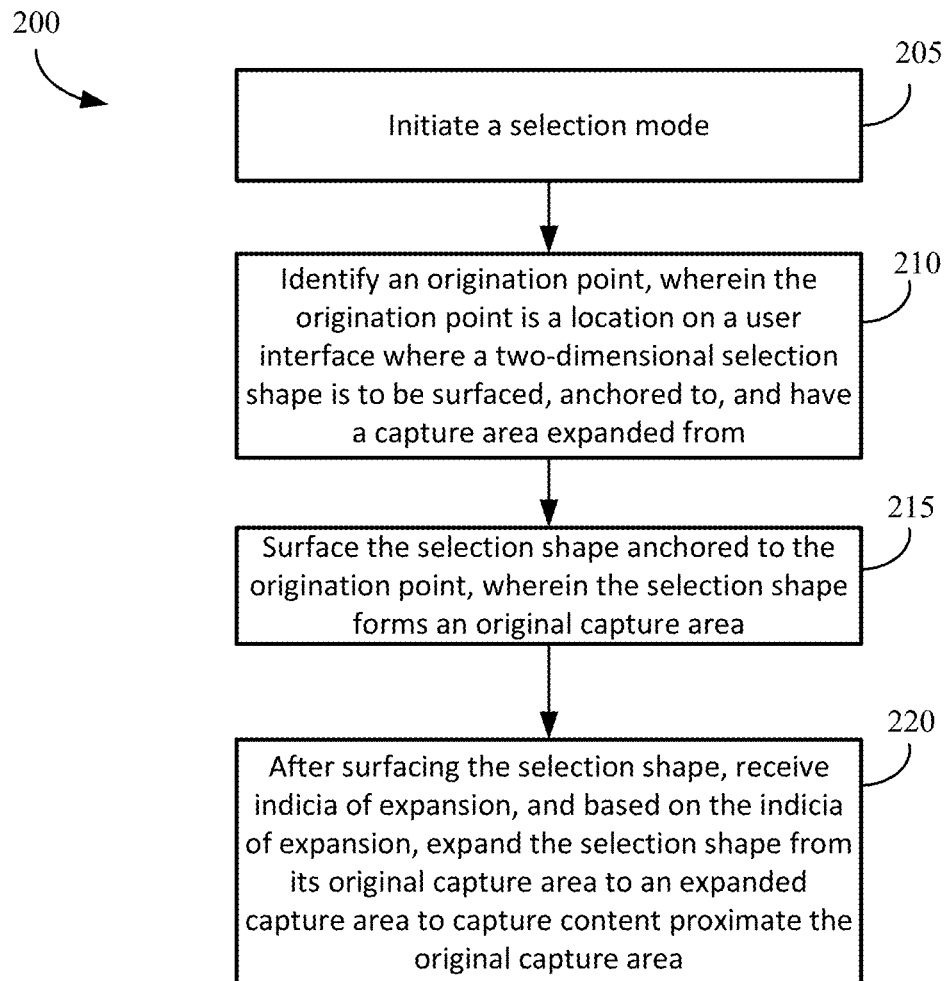 200
205
Initiate a selection mode
210
Identify an origination point, wherein the
origination point is a location on a user
interface where a two-dimensional selection
shape is to be surfaced, anchored to, and have
a capture area expanded from
215
Surface the selection shape anchored to the
origination point, wherein the selection shape
forms an original capture area
220
After surfacing the selection shape, receive
indicia of expansion, and based on the indicia
of expansion, expand the selection shape from
its original capture area to an expanded
capture area to capture content proximate the
original capture area